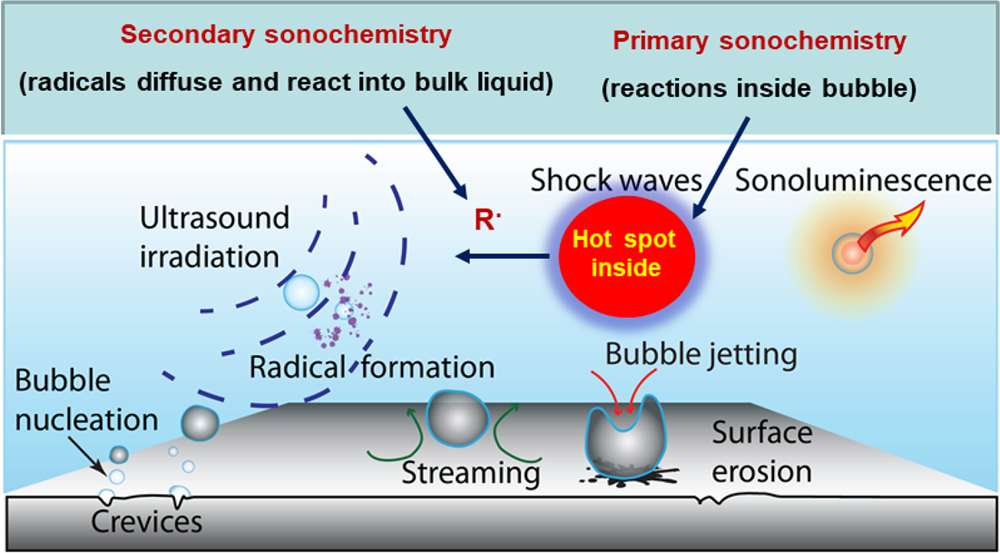 Secondary sonochemistry
(radicals diffuse and react into bulk liquid)
Primary sonochemistry
(reactions inside bubble)
Ultrasound
irradiation
R·
Shock waves
Hot spot
inside
Sonoluminescence
Radical formation
Bubble jetting
Bubble
nucleation
Streaming
Surface
erosion
Crevices